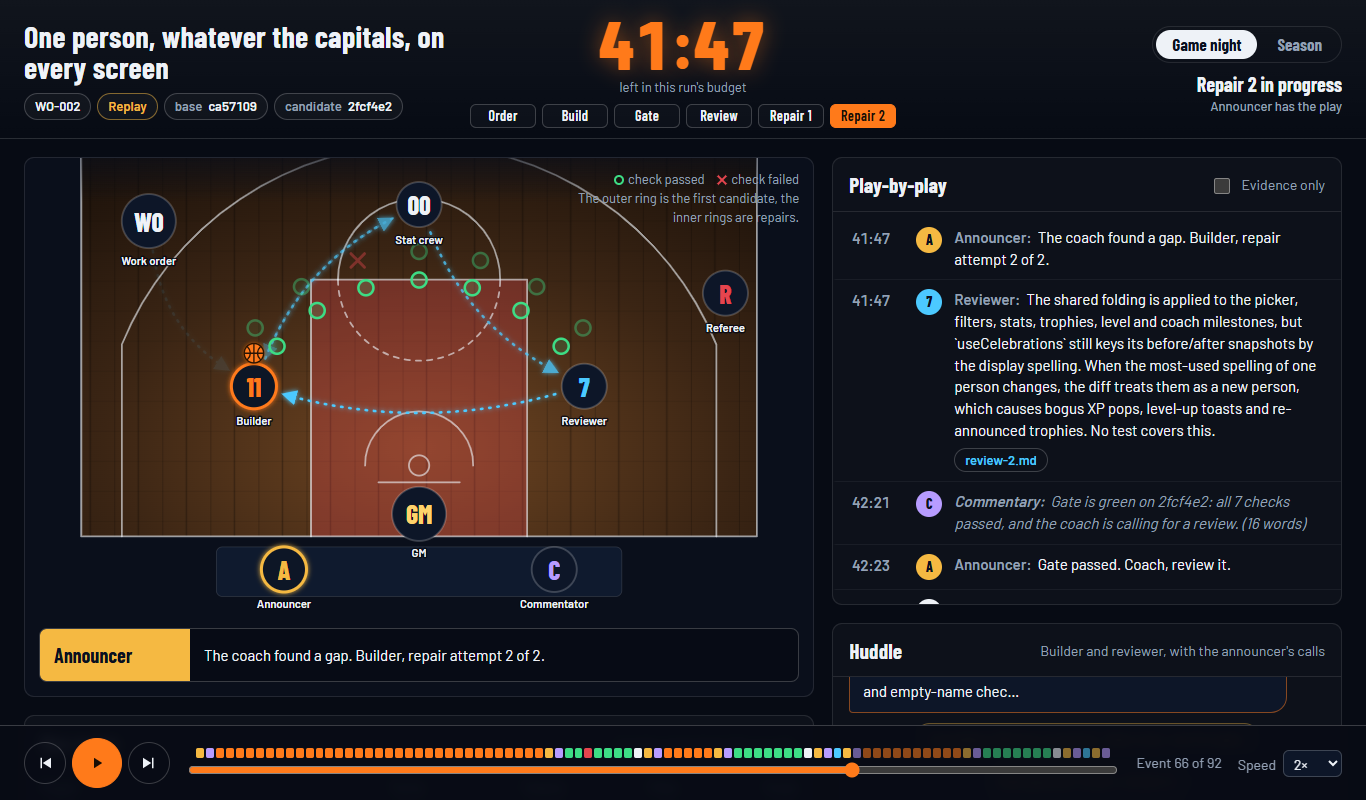 One person, whatever the capitals, on
every screen
WO-002
Replay
base ca57109
candidate 2fcf4e2
41:47
left in this run's budget
Order
Build
Gate
Review
Repair 1
Repair 2
Game night
Season
Repair 2 in progress
Announcer has the play
check passed
check failed
The outer ring is the first candidate, the
inner rings are repairs.
WO
Work order
00
Stat crew
R
Referee
11
Builder
7
Reviewer
GM
GM
A
Announcer
C
Commentator
Announcer
The coach found a gap. Builder, repair attempt 2 of 2.
Play-by-play
Evidence only
41:47
A
Announcer: The coach found a gap. Builder, repair
attempt 2 of 2.
41:47
7
Reviewer: The shared folding is applied to the picker,
filters, stats, trophies, level and coach milestones, but
`useCelebrations` still keys its before/after snapshots by
the display spelling. When the most-used spelling of one
person changes, the diff treats them as a new person,
which causes bogus XP pops, level-up toasts and re-
announced trophies. No test covers this.
review-2.md
42:21
C
Commentary: Gate is green on 2fcf4e2: all 7 checks
passed, and the coach is calling for a review. (16 words)
42:23
A
Announcer: Gate passed. Coach, review it.
Huddle
Builder and reviewer, with the announcer's calls
and empty-name chec...
Event 66 of 92
Speed
2×